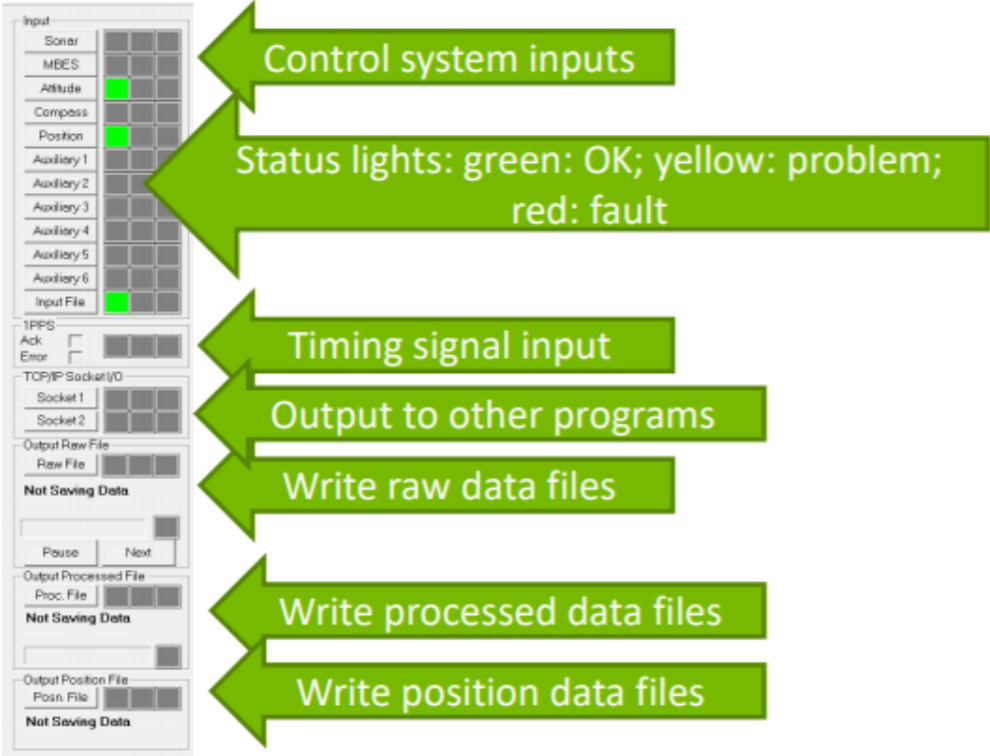 Input
Sonar
MBES
Attitude
Compass
Position
Auxiliary 1
Auxiliary 2
Auxiliary 3
Auxiliary 4
Auxiliary 5
Auxiliary 6
Input File
1PPS
Ack
Error
TCP/IP Socket I/O
Socket 1
Socket 2
Output Raw File
Raw File
Not Saving Data
Pause Next
Output Processed File
Proc. File
Not Saving Data
Output Position File
Posn. File
Not Saving Data
Control system inputs
Status lights: green: OK; yellow: problem;
red: fault
Timing signal input
Output to other programs
Write raw data files
Write processed data files
Write position data files